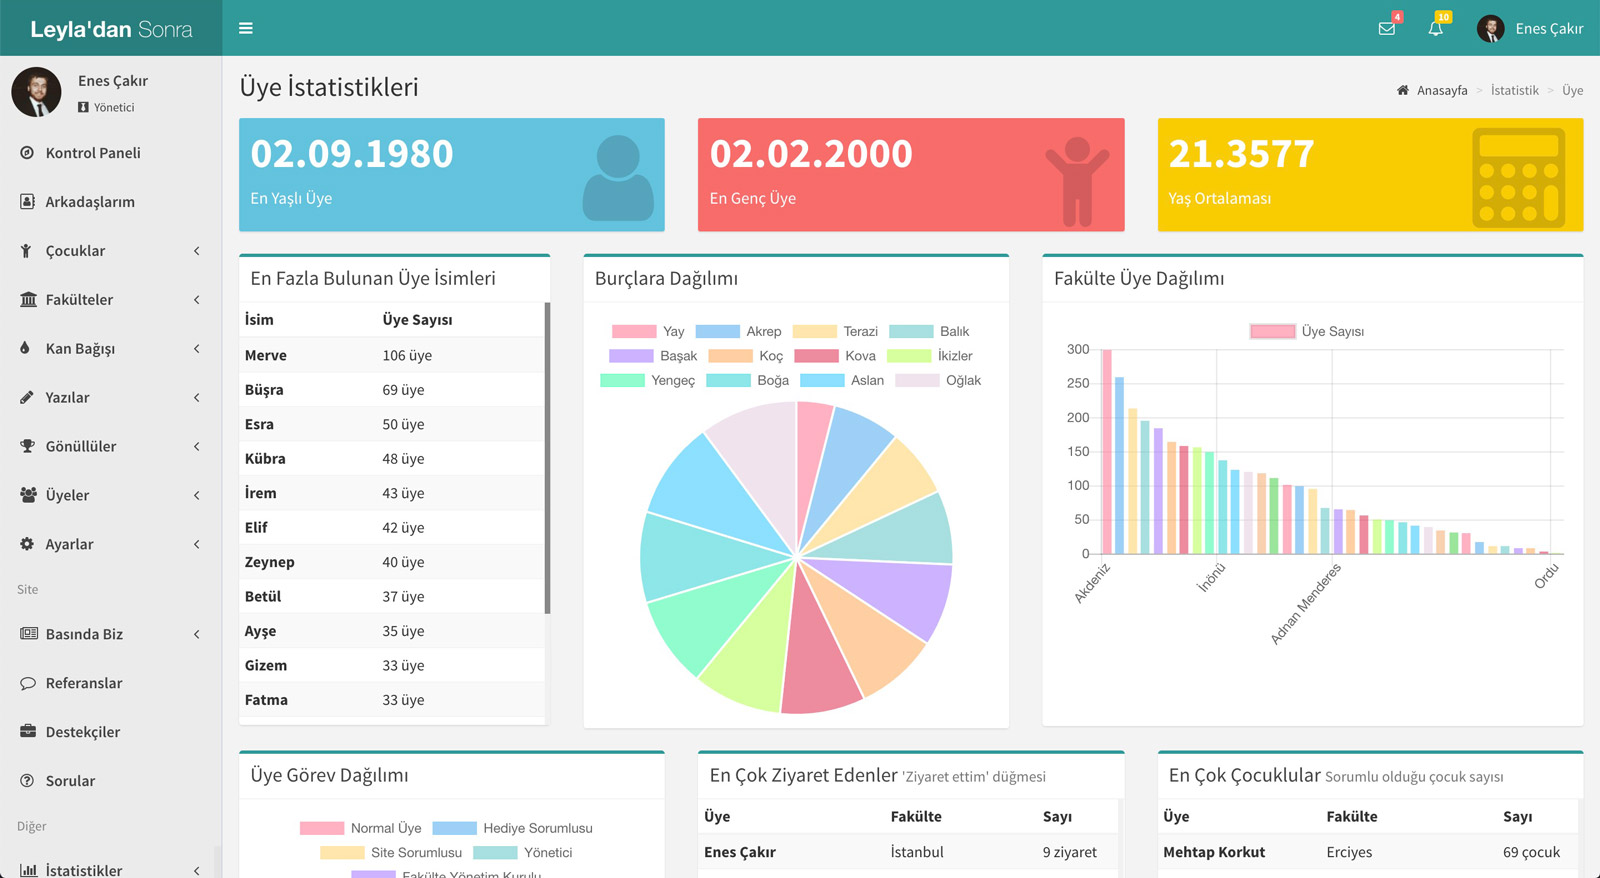 Leyla'dan Sonra
4
10
Enes Çakır
Enes Çakır
Yönetici
Kontrol Paneli
Arkadaşlarım
Çocuklar
Fakülteler
Kan Bağışı
Yazılar
Gönüllüler
Üyeler
Ayarlar
Site
Basında Biz
Referanslar
Destekçiler
Sorular
Diğer
İstatistikler
Üye İstatistikleri
Anasayfa > İstatistik > Üye
02.09.1980
En Yaşlı Üye
02.02.2000
En Genç Üye
21.3577
Yaş Ortalaması
En Fazla Bulunan Üye İsimleri
İsim Üye Sayısı
Merve 106 üye
Büşra 69 üye
Esra 50 üye
Kübra 48 üye
İrem 43 üye
Elif 42 üye
Zeynep 40 üye
Betül 37 üye
Ayşe 35 üye
Gizem 33 üye
Fatma 33 üye
Burçlara Dağılımı
Yay Akrep Terazi Balık
Başak Koç Kova İkizler
Yengeç Boğa Aslan Oğlak
Fakülte Üye Dağılımı
Üye Sayısı
300
250
200
150
100
50
0
Akdeniz
İnönü
Adnan Menderes
Ordu
Üye Görev Dağılımı
Normal Üye Hediye Sorumlusu
Site Sorumlusu Yönetici
Fakülte Yönetim Kurulu
En Çok Ziyaret Edenler 'Ziyaret ettim' düğmesi
Üye Fakülte Sayı
Enes Çakır İstanbul 9 ziyaret
En Çok Çocuklular Sorumlu olduğu çocuk sayısı
Üye Fakülte Sayı
Mehtap Korkut Erciyes 69 çocuk